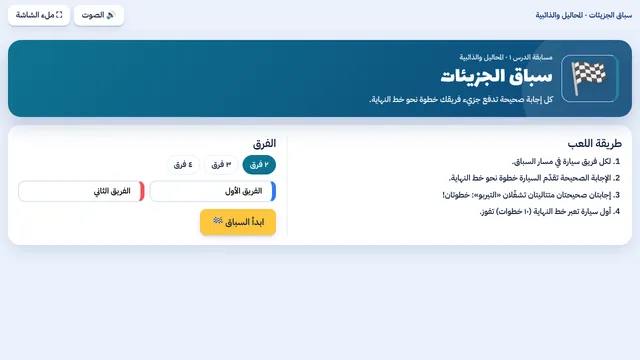 سباق الجزيئات - المحاليل والذائبية
🔊 الصوت
⛶ ملء الشاشة
مسابقة الدرس ١ · المحاليل والذائبية
سباق الجزيئات
كل إجابة صحيحة تدفع جزيء فريقك خطوة نحو خط النهاية.
طريقة اللعب
1. لكل فريق سيارة في مسار السباق.
2. الإجابة الصحيحة تقدّم السيارة خطوة نحو خط النهاية.
3. إجابتان صحيحتان متتاليتان تشغّلان «التيربو»: خطوتان!
4. أول سيارة تعبر خط النهاية (١٠ خطوات) تفوز.
الفرق
٢ فرق
٣ فرق
٤ فرق
الفريق الأول
الفريق الثاني
ابدأ السباق 🏁